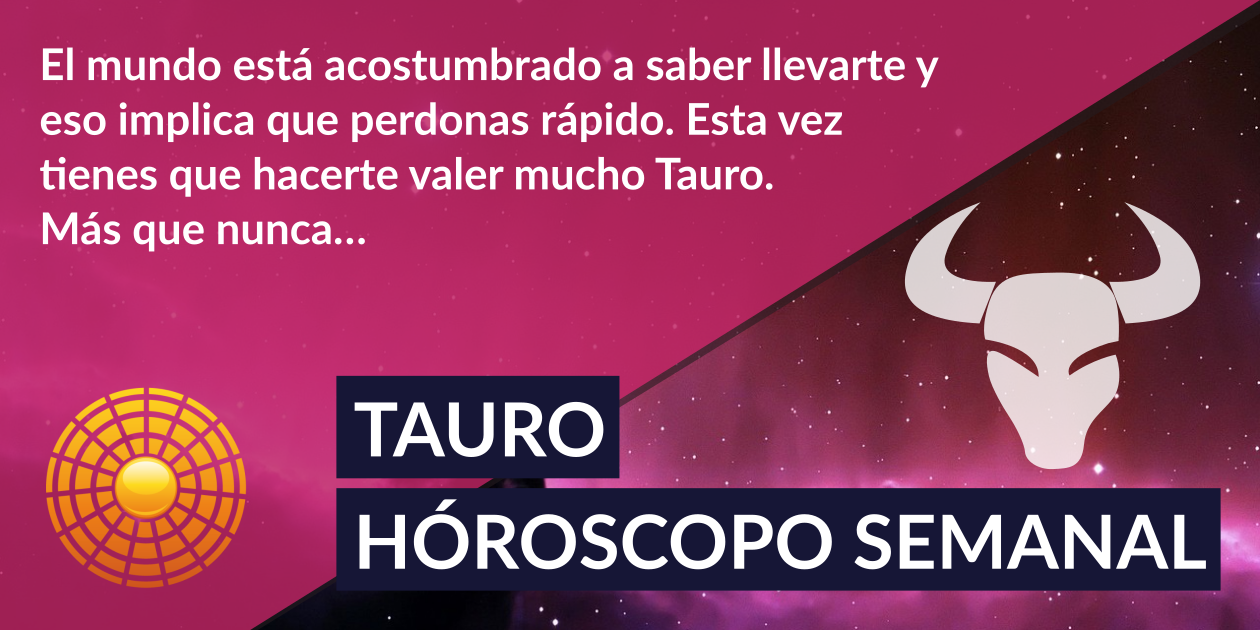 El mundo está acostumbrado a saber llevarte y
eso implica que perdonas rápido. Esta vez
tienes que hacerte valer mucho Tauro.
Más que nunca...
TAURO
HÓROSCOPO SEMANAL